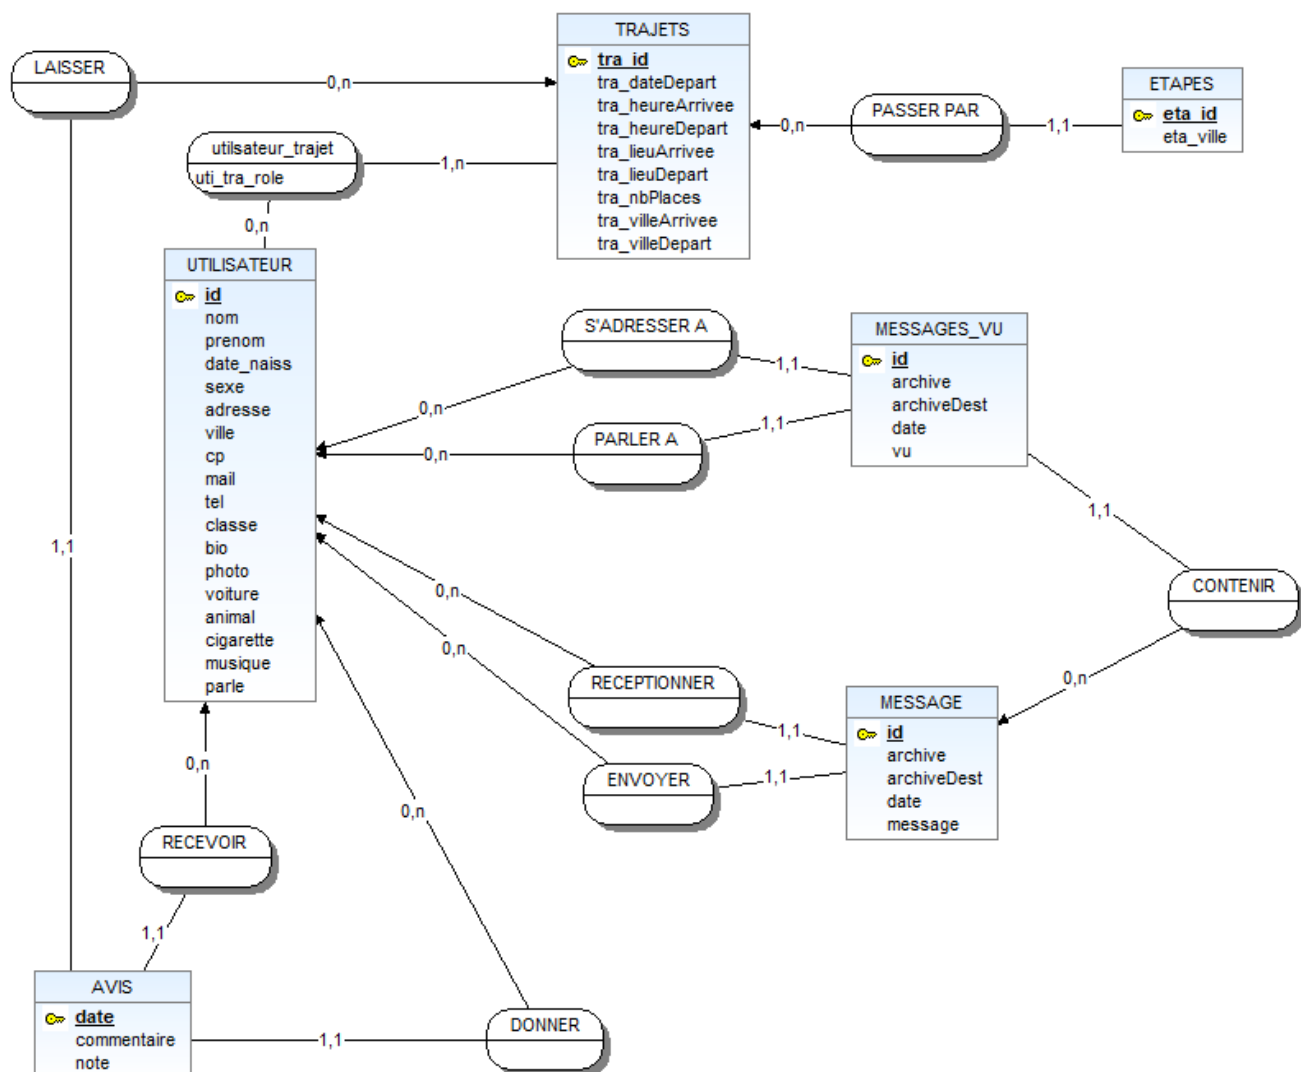 LAISSER
0,n
TRAJETS
tra_id
tra_dateDepart
tra_heureArrivee
tra_heureDepart
tra_lieuArrivee
tra_lieuDepart
tra_nbPlaces
tra_villeArrivee
tra_villeDepart
0,n
PASSER PAR
1,1
ETAPES
eta_id
eta_ville
utilsateur_trajet
uti_tra_role
1,n
0,n
UTILISATEUR
id
nom
prenom
date_naiss
sexe
adresse
ville
cp
mail
tel
classe
bio
photo
voiture
animal
cigarette
musique
parle
S'ADRESSER A
0,n
1,1
PARLER A
0,n
1,1
MESSAGES_VU
id
archive
archiveDest
date
vu
1,1
CONTENIR
0,n
1,1
0,n
RECEPTIONNER
1,1
0,n
ENVOYER
1,1
MESSAGE
id
archive
archiveDest
date
message
0,n
RECEVOIR
1,1
0,n
DONNER
1,1
AVIS
date
commentaire
note